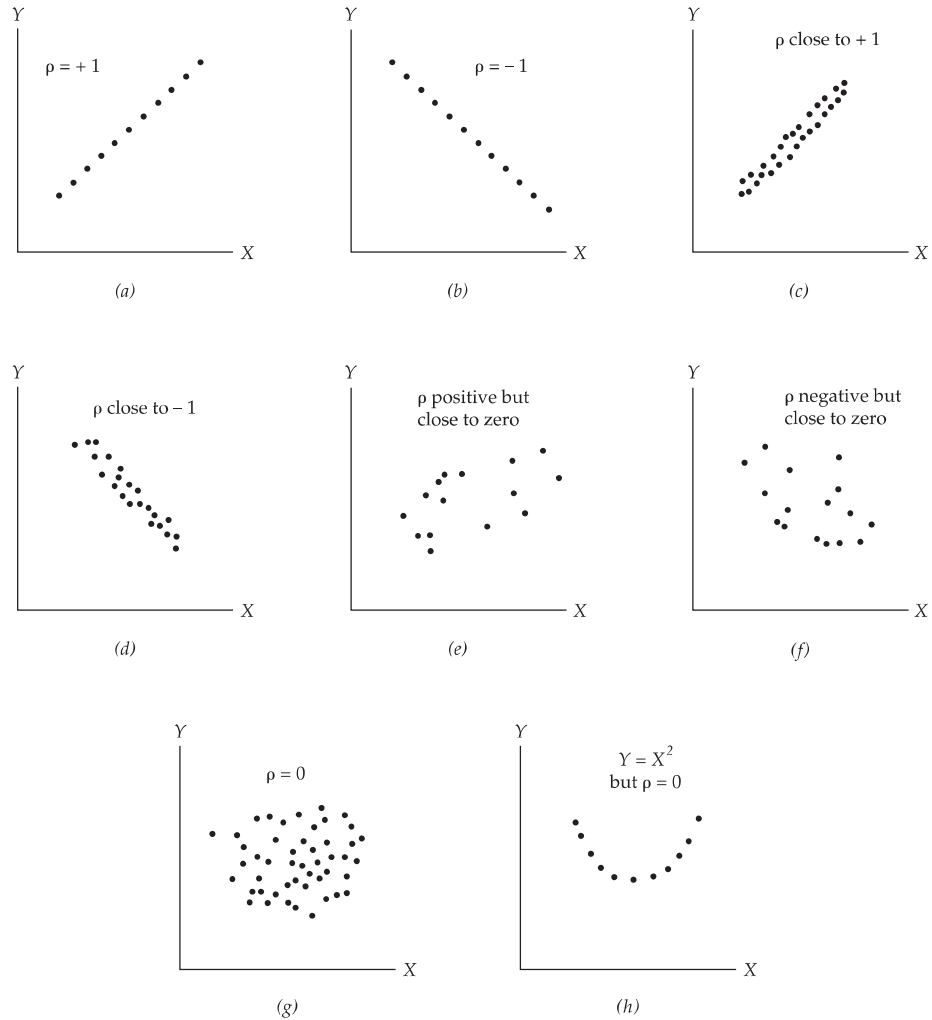 Y
ρ = + 1
X
(a)
Y
ρ = – 1
X
(b)
Y
ρ close to + 1
X
(c)
Y
ρ close to – 1
X
(d)
Y
ρ positive but
close to zero
X
(e)
Y
ρ negative but
close to zero
X
(f)
Y
ρ = 0
X
(g)
Y
Y = X²
but ρ = 0
X
(h)